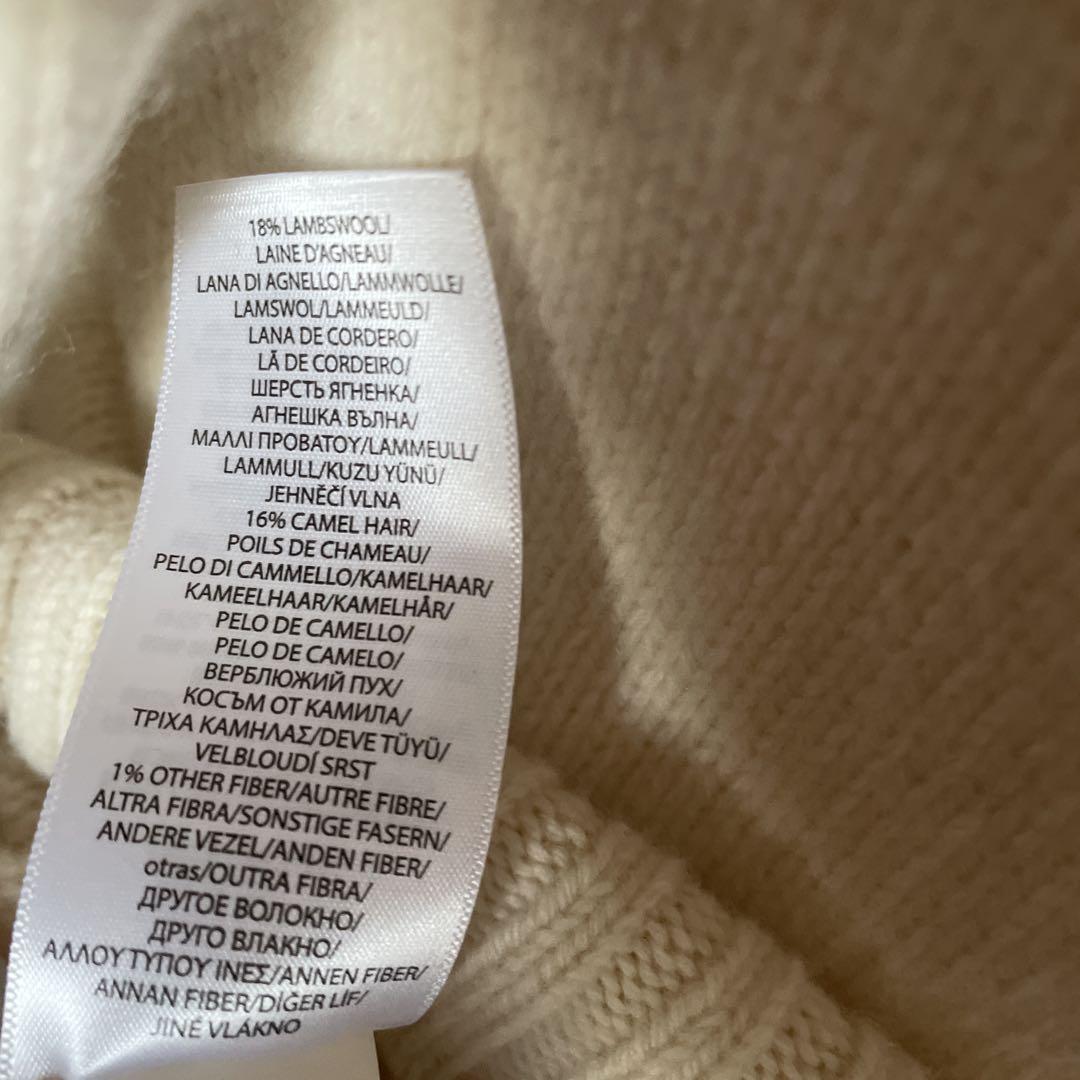 18% LAMBSWOOL/
LAINE D'AGNEAU/
LANA DI AGNELLO/LAMMWOLLE/
LAMSWOL/LAMMEULD/
LANA DE CORDERO/
LÃ DE CORDEIRO/
ШЕРСТЬ ЯГНЕНКА/
АГНЕШКА ВЪЛНА/
ΜΑΛΛΙ ΠΡΟΒΑΤΟΥ/LAMMEULL/
LAMMULL/KUZU YÜNÜ/
JEHNĚČÍ VLNA
16% CAMEL HAIR/
POILS DE CHAMEAU/
PELO DI CAMMELLO/KAMELHAAR/
KAMEELHAAR/KAMELHÅR/
PELO DE CAMELLO/
PELO DE CAMELO/
ВЕРБЛЮЖИЙ ПУХ/
КОСЪМ ОТ КАМИЛА/
ΤΡΙΧΑ ΚΑΜΗΛΑΣ/DEVE TÜYÜ/
VELBLOUDÍ SRST
1% OTHER FIBER/AUTRE FIBRE/
ALTRA FIBRA/SONSTIGE FASERN/
ANDERE VEZEL/ANDEN FIBER/
otras/OUTRA FIBRA/
ДРУГОЕ ВОЛОКНО/
ДРУГО ВЛАКНО/
ΑΛΛΟΥ ΤΥΠΟΥ ΙΝΕΣ/ANNEN FIBER/
ANNAN FIBER/DİĞER LİF/
JINÉ VLÁKNO